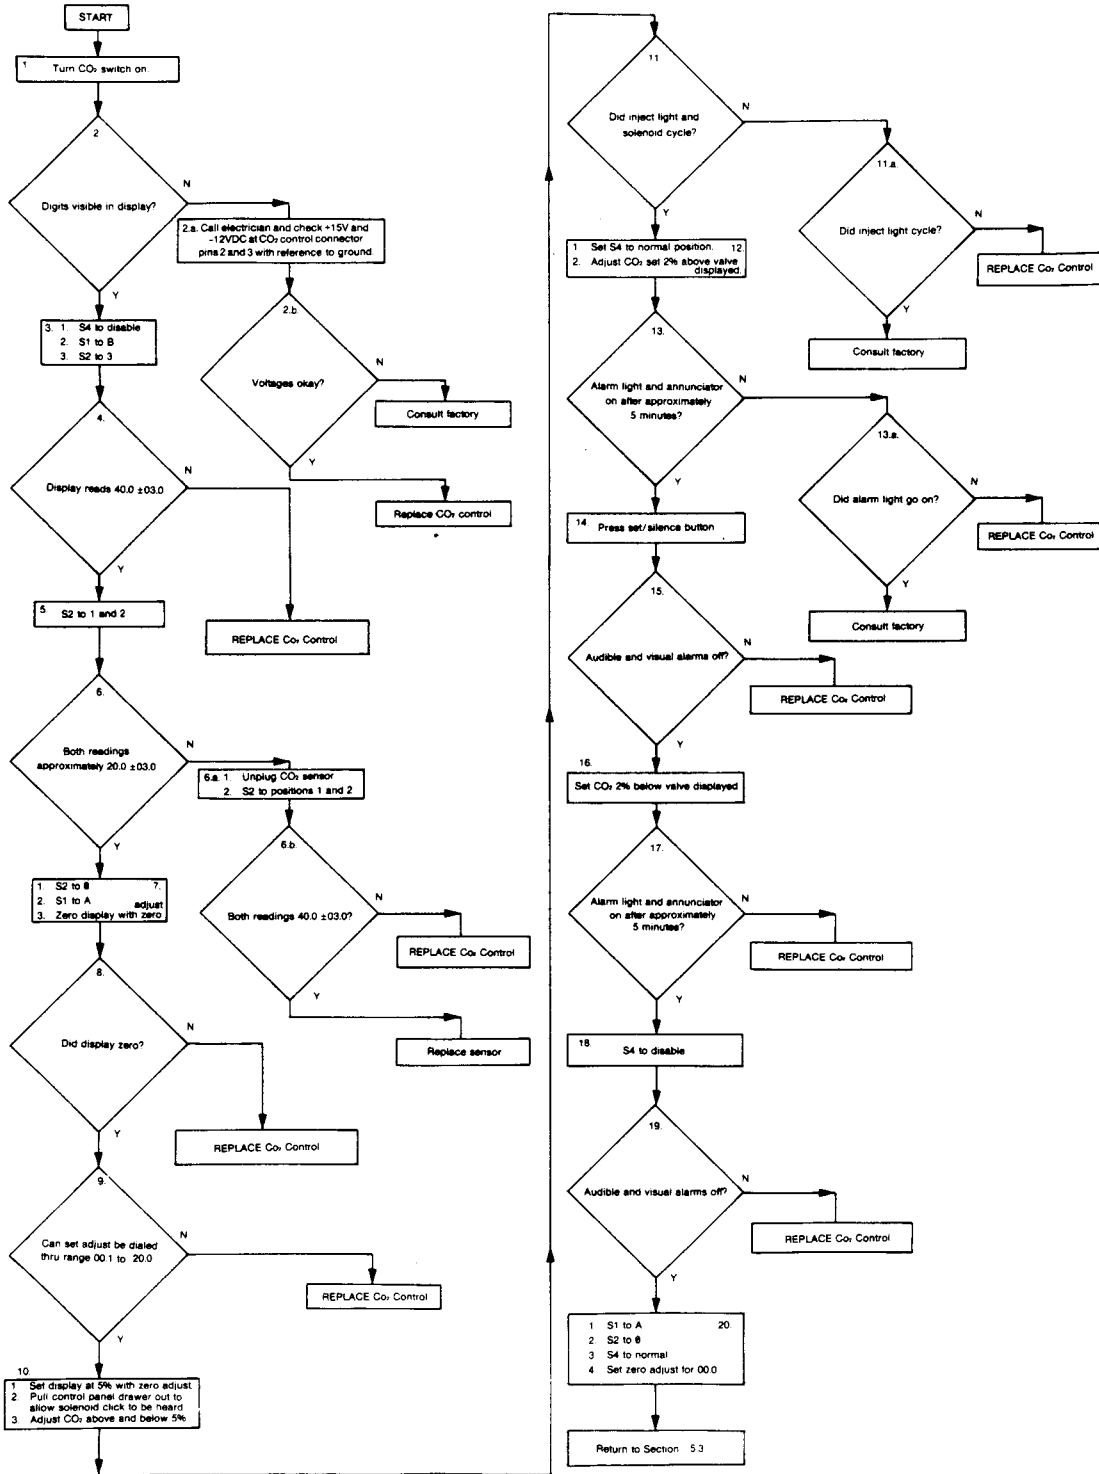 START
1 Turn CO₂ switch on.
2
Digits visible in display?
N
Y
2.a. Call electrician and check +15V and
-12VDC at CO₂ control connector
pins 2 and 3 with reference to ground.
2.b.
Voltages okay?
N
Consult factory
Y
Replace CO₂ control
3. 1. S4 to disable
2. S1 to B
3. S2 to 3
4.
Display reads 40.0 ±03.0
N
Y
REPLACE Co₂ Control
5. S2 to 1 and 2
6.
Both readings
approximately 20.0 ±03.0
N
Y
6.a. 1. Unplug CO₂ sensor
2. S2 to positions 1 and 2
6.b.
Both readings 40.0 ±03.0?
N
REPLACE Co₂ Control
Y
Replace sensor
1. S2 to 0 7.
2. S1 to A adjust
3. Zero display with zero
8.
Did display zero?
N
Y
REPLACE Co₂ Control
9.
Can set adjust be dialed
thru range 00.1 to 20.0
N
Y
REPLACE Co₂ Control
10.
1 Set display at 5% with zero adjust
2 Pull control panel drawer out to
allow solenoid click to be heard
3. Adjust CO₂ above and below 5%
11
Did inject light and
solenoid cycle?
N
Y
11.a.
Did inject light cycle?
N
REPLACE Co₂ Control
Y
Consult factory
1 Set S4 to normal position. 12.
2. Adjust CO₂ set 2% above valve
displayed.
13.
Alarm light and annunciator
on after approximately
5 minutes?
N
Y
13.a.
Did alarm light go on?
N
REPLACE Co₂ Control
Y
Consult factory
14. Press set/silence button
15.
Audible and visual alarms off?
N
Y
REPLACE Co₂ Control
16.
Set CO₂ 2% below valve displayed
17.
Alarm light and annunciator
on after approximately
5 minutes?
N
Y
REPLACE Co₂ Control
18. S4 to disable
19.
Audible and visual alarms off?
N
Y
REPLACE Co₂ Control
1 S1 to A 20.
2 S2 to 0
3 S4 to normal
4 Set zero adjust for 00.0
Return to Section 5.3